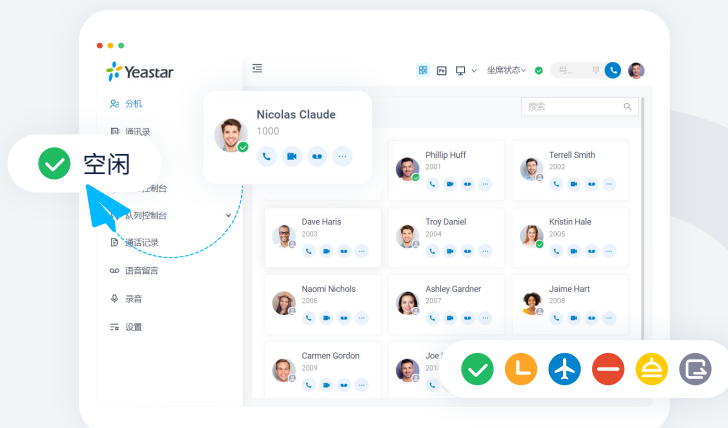 Yeastar
坐席状态
号...
分机
搜索
通讯录
Nicolas Claude
1000
空闲
控制台
队列控制台
通话记录
语音留言
录音
设置
Phillip Huff
2001
Terrell Smith
2002
Dave Haris
2003
Troy Daniel
2004
Kristin Hale
2005
Naomi Nichols
2006
Ashley Gardner
2007
Jaime Hart
2008
Carmen Gordon
2009
Joe